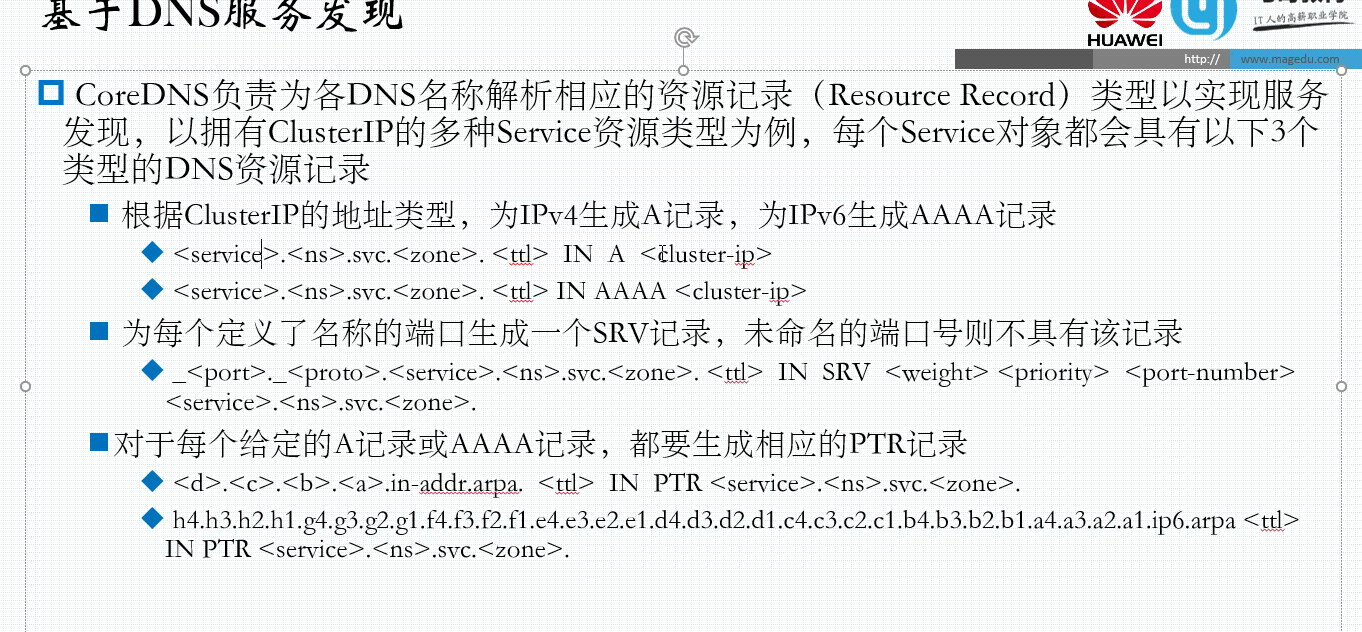 基于DNS服务发现
HUAWEI
IT人的高薪职业学院
http://
www.magedu.com
CoreDNS负责为各DNS名称解析相应的资源记录（Resource Record）类型以实现服务
发现，以拥有ClusterIP的多种Service资源类型为例，每个Service对象都会具有以下3个
类型的DNS资源记录
根据ClusterIP的地址类型，为IPv4生成A记录，为IPv6生成AAAA记录
<service>.<ns>.svc.<zone>. <ttl> IN A <cluster-ip>
<service>.<ns>.svc.<zone>. <ttl> IN AAAA <cluster-ip>
为每个定义了名称的端口生成一个SRV记录，未命名的端口号则不具有该记录
_<port>._<proto>.<service>.<ns>.svc.<zone>. <ttl> IN SRV <weight> <priority> <port-number>
<service>.<ns>.svc.<zone>.
对于每个给定的A记录或AAAA记录，都要生成相应的PTR记录
<d>.<c>.<b>.<a>.in-addr.arpa. <ttl> IN PTR <service>.<ns>.svc.<zone>.
h4.h3.h2.h1.g4.g3.g2.g1.f4.f3.f2.f1.e4.e3.e2.e1.d4.d3.d2.d1.c4.c3.c2.c1.b4.b3.b2.b1.a4.a3.a2.a1.ip6.arpa <ttl>
IN PTR <service>.<ns>.svc.<zone>.